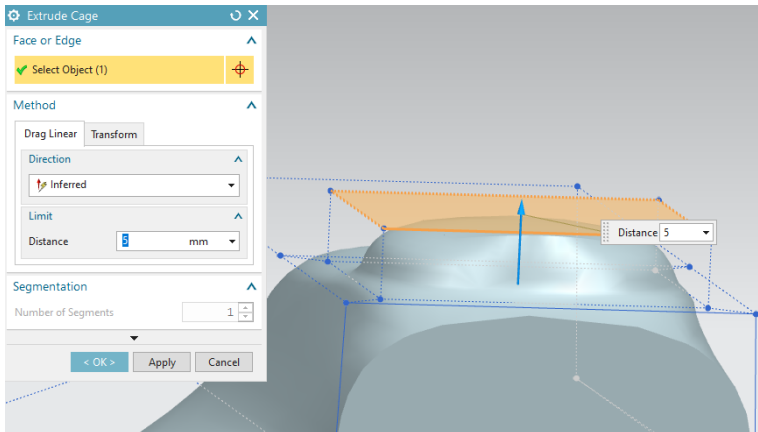 Extrude Cage
Face or Edge
Select Object (1)
Method
Drag Linear Transform
Direction
Inferred
Limit
Distance 5 mm
Segmentation
Number of Segments 1
< OK > Apply Cancel
Distance 5